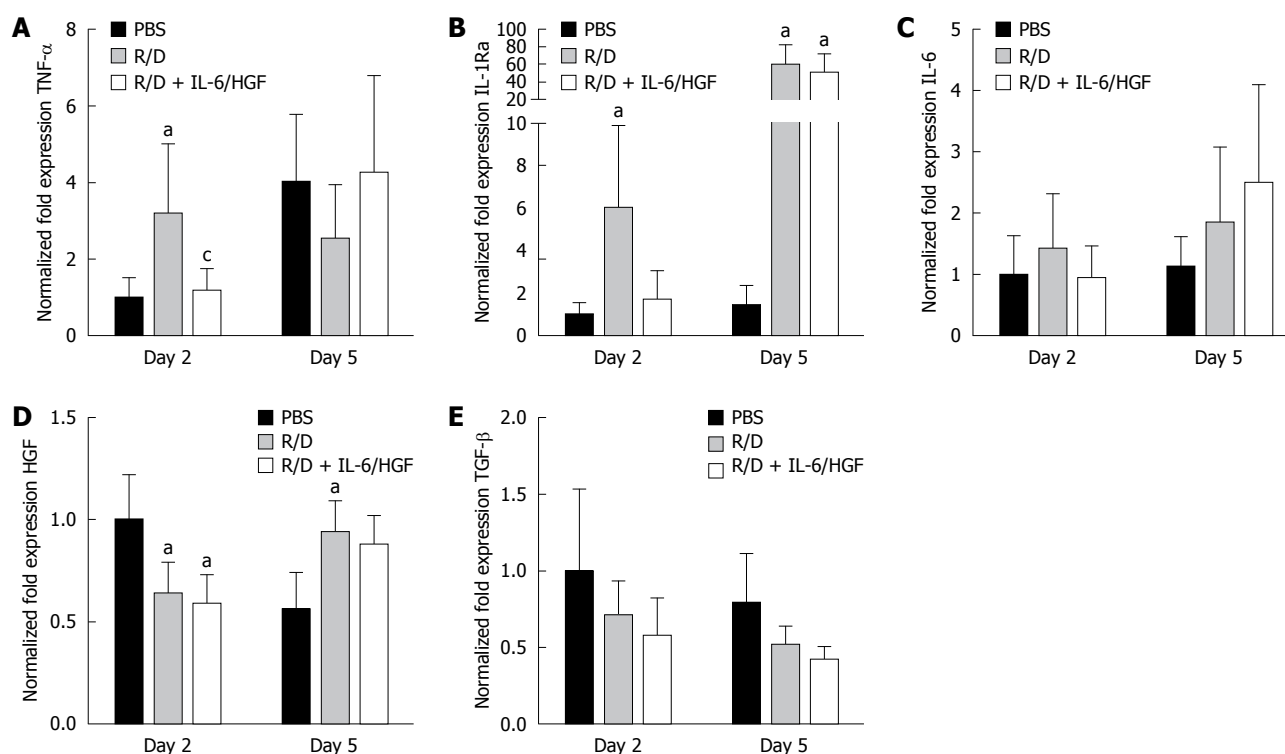 A
Normalized fold expression TNF-α
PBS
R/D
R/D + IL-6/HGF
8
6
4
2
0
a
c
Day 2
Day 5
B
Normalized fold expression IL-1Ra
PBS
R/D
R/D + IL-6/HGF
100
80
60
40
20
10
8
6
4
2
0
a
a
a
Day 2
Day 5
C
Normalized fold expression IL-6
PBS
R/D
R/D + IL-6/HGF
5
4
3
2
1
0
Day 2
Day 5
D
Normalized fold expression HGF
PBS
R/D
R/D + IL-6/HGF
1.5
1.0
0.5
0.0
a
a
a
Day 2
Day 5
E
Normalized fold expression TGF-β
PBS
R/D
R/D + IL-6/HGF
2.0
1.5
1.0
0.5
0.0
Day 2
Day 5